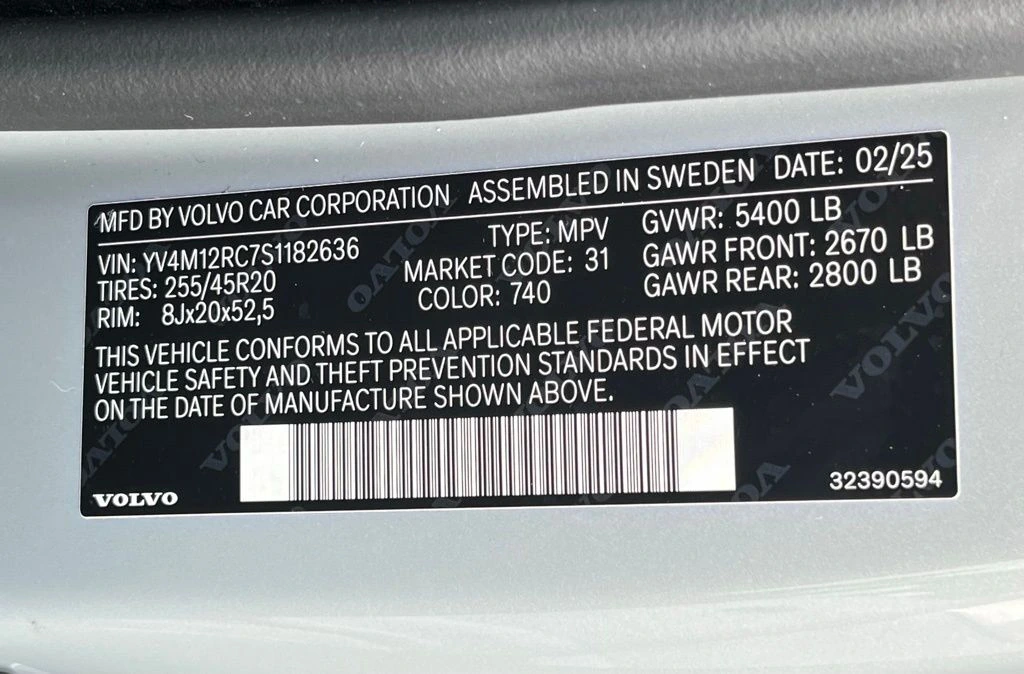 MFD BY VOLVO CAR CORPORATION ASSEMBLED IN SWEDEN DATE: 02/25
VIN: YV4M12RC7S1182636 TYPE: MPV GVWR: 5400 LB
TIRES: 255/45R20 MARKET CODE: 31 GAWR FRONT: 2670 LB
RIM: 8Jx20x52,5 COLOR: 740 GAWR REAR: 2800 LB
THIS VEHICLE CONFORMS TO ALL APPLICABLE FEDERAL MOTOR
VEHICLE SAFETY AND THEFT PREVENTION STANDARDS IN EFFECT
ON THE DATE OF MANUFACTURE SHOWN ABOVE.
VOLVO 32390594